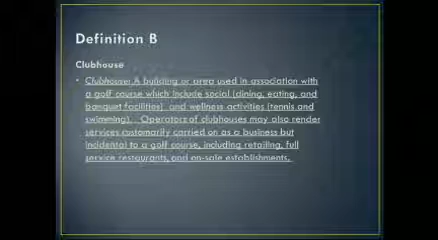 Definition B
Clubhouse
• Clubhouse: A building or area used in association with
a golf course which include social (dining, eating, and
banquet facilities) and wellness activities (tennis and
swimming). Operators of clubhouses may also render
services customarily carried on as a business but
incidental to a golf course, including retailing, full
service restaurants, and on-sale establishments.